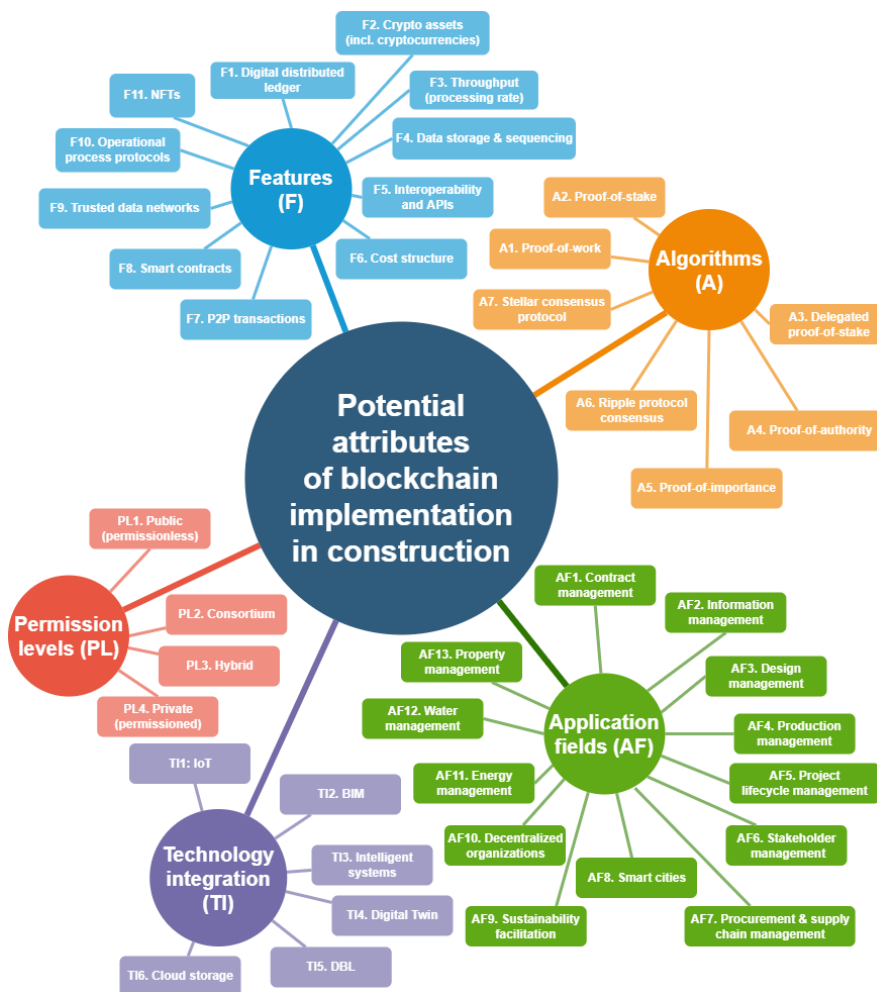 Potential
attributes
of blockchain
implementation
in construction
Features
(F)
F1. Digital distributed
ledger
F2. Crypto assets
(incl. cryptocurrencies)
F3. Throughput
(processing rate)
F4. Data storage & sequencing
F5. Interoperability
and APIs
F6. Cost structure
F7. P2P transactions
F8. Smart contracts
F9. Trusted data networks
F10. Operational
process protocols
F11. NFTs
Algorithms
(A)
A1. Proof-of-work
A2. Proof-of-stake
A3. Delegated
proof-of-stake
A4. Proof-of-authority
A5. Proof-of-importance
A6. Ripple protocol
consensus
A7. Stellar consensus
protocol
Permission
levels (PL)
PL1. Public
(permissionless)
PL2. Consortium
PL3. Hybrid
PL4. Private
(permissioned)
Technology
integration
(TI)
TI1: IoT
TI2. BIM
TI3. Intelligent
systems
TI4. Digital Twin
TI5. DBL
TI6. Cloud storage
Application
fields (AF)
AF1. Contract
management
AF2. Information
management
AF3. Design
management
AF4. Production
management
AF5. Project
lifecycle management
AF6. Stakeholder
management
AF7. Procurement & supply
chain management
AF8. Smart cities
AF9. Sustainability
facilitation
AF10. Decentralized
organizations
AF11. Energy
management
AF12. Water
management
AF13. Property
management